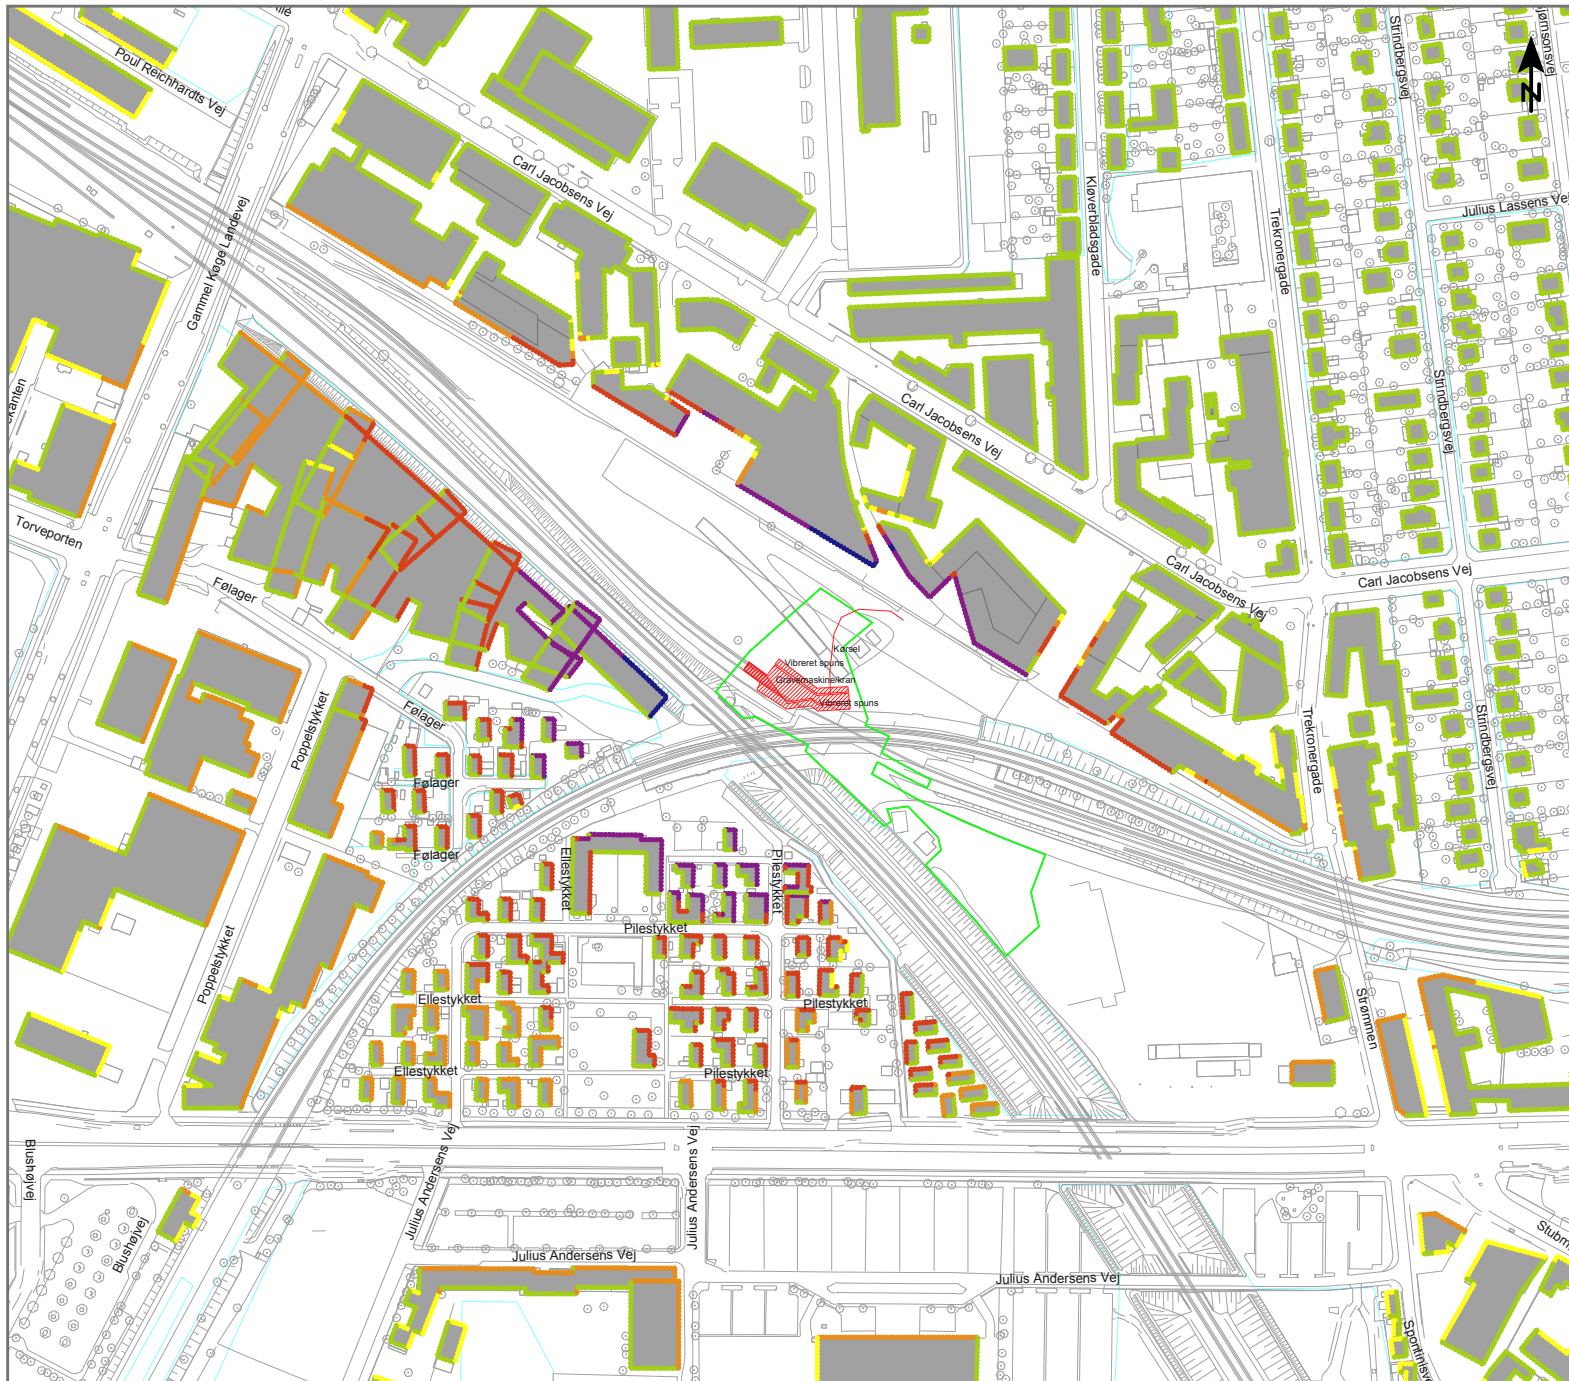 Poul Reichhardts Vej
Carl Jacobsens Vej
Gammel Køge Landevej
Kløverbladsgade
Trekronergade
Strindbergsvej
Julius Lassens Vej
N
Carl Jacobsens Vej
Strindbergsvej
Torveporten
Følager
Carl Jacobsens Vej
Carl Jacobsens Vej
Kørsel
Vibreret spuns
Gravemaskine/kran
Vibreret spuns
Poppelstykket
Følager
Følager
Følager
Trekronergade
Strindbergsvej
Ellestykket
Pilestykket
Pilestykket
Poppelstykket
Ellestykket
Pilestykket
Strømmen
Ellestykket
Pilestykket
Blushøjvej
Julius Andersens Vej
Julius Andersens Vej
Blushøjvej
Julius Andersens Vej
Julius Andersens Vej